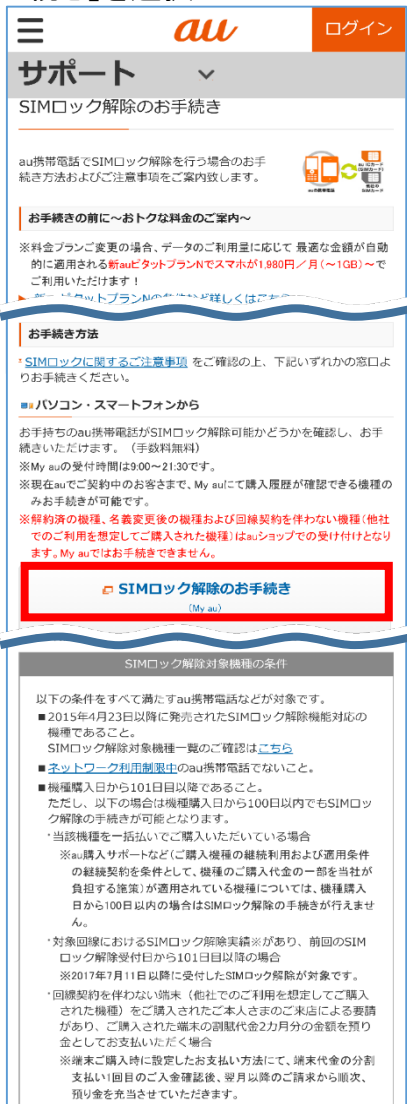 au
ログイン
サポート
SIMロック解除のお手続き
au携帯電話でSIMロック解除を行う場合のお手
続き方法およびご注意事項をご案内致します。
お手続きの前に～おトクな料金のご案内～
※料金プランご変更の場合、データのご利用量に応じて 最適な金額が自動
的に適用される新auピタットプランNでスマホが1,980円／月(～1GB)～で
ご利用いただけます！
お手続き方法
SIMロックに関するご注意事項 をご確認の上、下記いずれかの窓口よ
りお手続きください。
パソコン・スマートフォンから
お手持ちのau携帯電話がSIMロック解除可能かどうかを確認し、お手
続きいただけます。（手数料無料）
※My auの受付時間は9:00～21:30です。
※現在auでご契約中のお客さまで、My auにて購入履歴が確認できる機種の
みお手続きが可能です。
※解約済の機種、名義変更後の機種および回線契約を伴わない機種(他社
でのご利用を想定してご購入された機種)はauショップでの受け付けとなり
ます。My auではお手続きできません。
SIMロック解除のお手続き
(My au)
SIMロック解除対象機種の条件
以下の条件をすべて満たすau携帯電話などが対象です。
■2015年4月23日以降に発売されたSIMロック解除機能対応の
機種であること。
SIMロック解除対象機種一覧のご確認はこちら
■ネットワーク利用制限中のau携帯電話でないこと。
■機種購入日から101日目以降であること。
ただし、以下の場合は機種購入日から100日以内でもSIMロッ
ク解除の手続きが可能となります。
・当該機種を一括払いでご購入いただいている場合
※au購入サポートなど(ご購入機種の継続利用および適用条件
の継続契約を条件として、機種のご購入代金の一部を当社が
負担する施策)が適用されている機種については、機種購入
日から100日以内の場合はSIMロック解除の手続きが行えませ
ん。
・対象回線におけるSIMロック解除実績※があり、前回のSIM
ロック解除受付日から101日目以降の場合
※2017年7月11日以降に受付したSIMロック解除が対象です。
・回線契約を伴わない端末（他社でのご利用を想定してご購入
された機種）をご購入されたご本人さまのご来店による要請
があり、ご購入された端末の割賦代金2カ月分の金額を預り
金としてお支払いただく場合
※端末ご購入時に設定したお支払い方法にて、端末代金の分割
支払い1回目のご入金確認後、翌月以降のご請求から順次、
預り金を充当させていただきます。